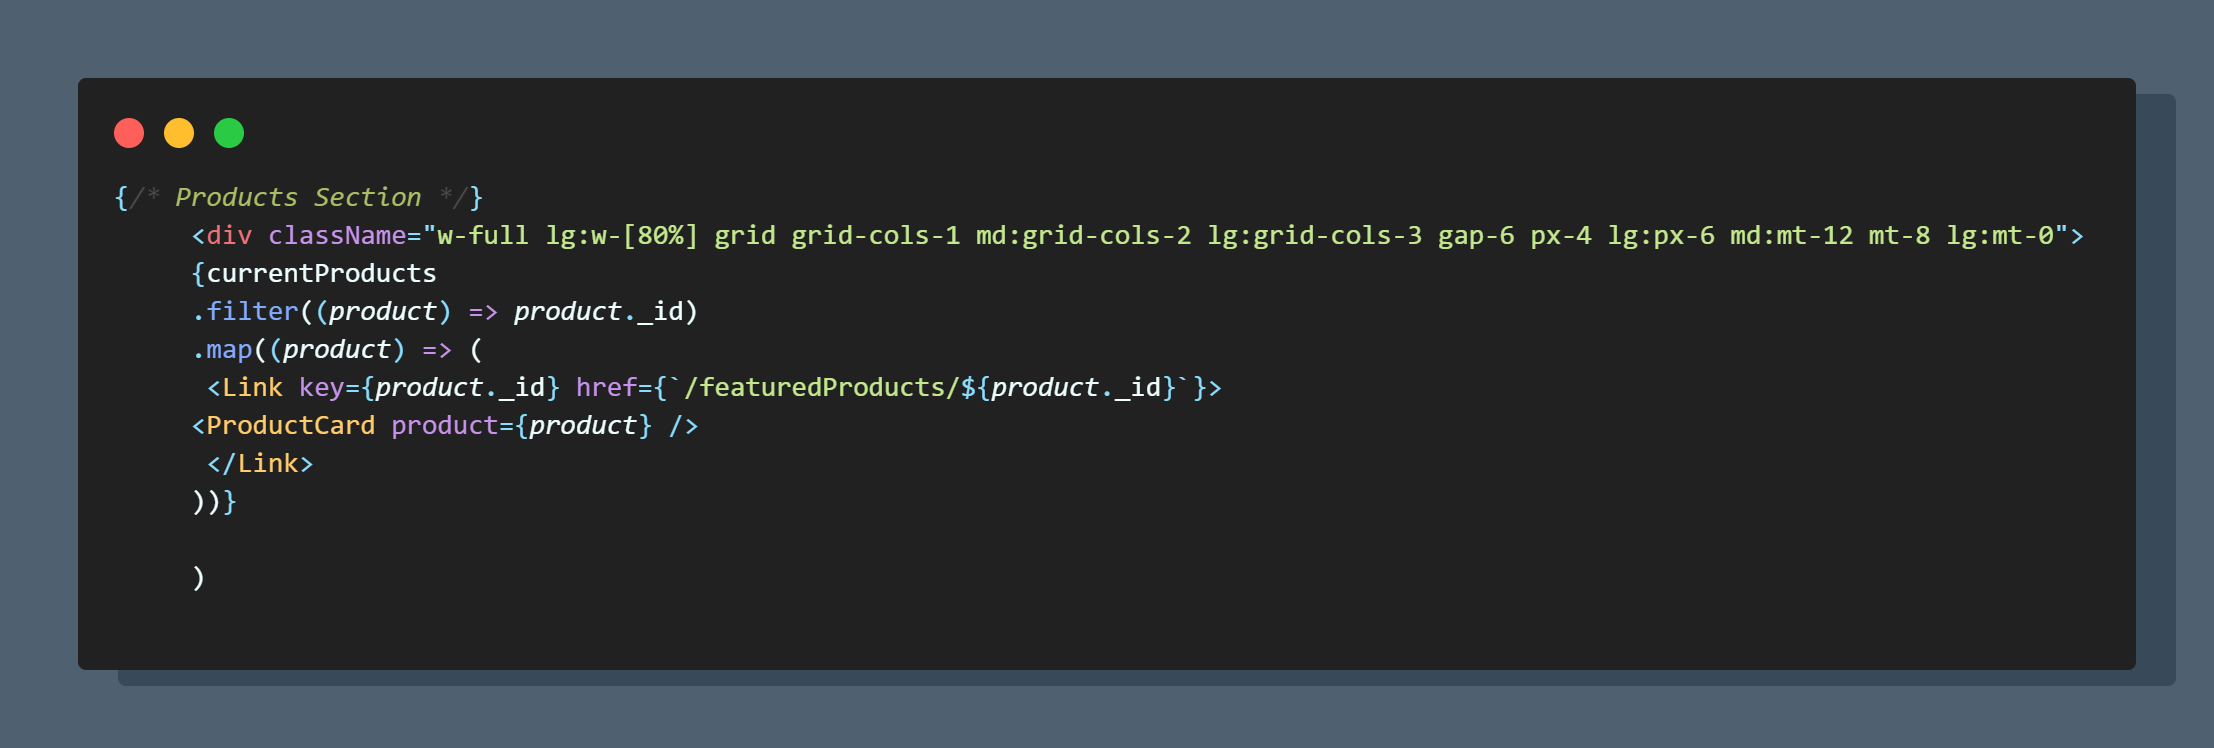 {/* Products Section */}
<div className="w-full lg:w-[80%] grid grid-cols-1 md:grid-cols-2 lg:grid-cols-3 gap-6 px-4 lg:px-6 md:mt-12 mt-8 lg:mt-0">
{currentProducts
.filter((product) => product._id)
.map((product) => (
<Link key={product._id} href={`/featuredProducts/${product._id}`}>
<ProductCard product={product} />
</Link>
))}
)